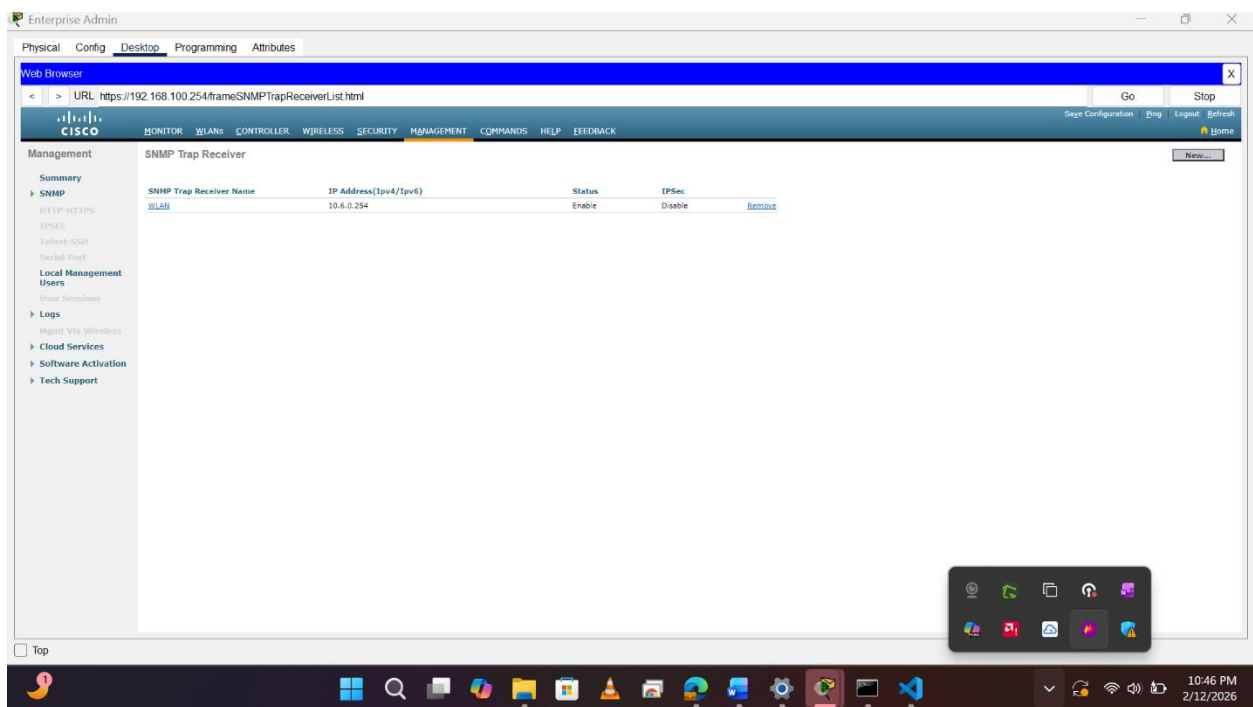 Enterprise Admin
Physical Config Desktop Programming Attributes
Web Browser X
< > URL https://192.168.100.254/frameSNMPTrapReceiverList.html Go Stop
Save Configuration Ping Logout Refresh
CISCO MONITOR WLANs CONTROLLER WIRELESS SECURITY MANAGEMENT COMMANDS HELP FEEDBACK Home
Management SNMP Trap Receiver New...
Summary
SNMP Trap Receiver Name IP Address(Ipv4/Ipv6) Status IPSec
SNMP
WLAN 10.6.0.254 Enable Disable Remove
HTTP-HTTPS
IPSEC
Telnet-SSH
Serial Port
Local Management
Users
User Sessions
Logs
Mgmt Via Wireless
Cloud Services
Software Activation
Tech Support
Top
1
10:46 PM
2/12/2026